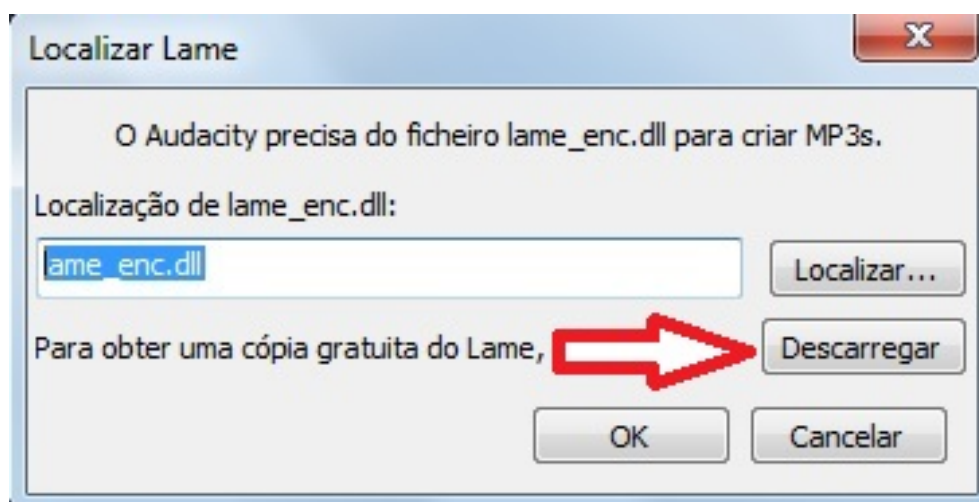 Localizar Lame
O Audacity precisa do ficheiro lame_enc.dll para criar MP3s.
Localização de lame_enc.dll:
lame_enc.dll
Localizar...
Para obter uma cópia gratuita do Lame,
Descarregar
OK
Cancelar